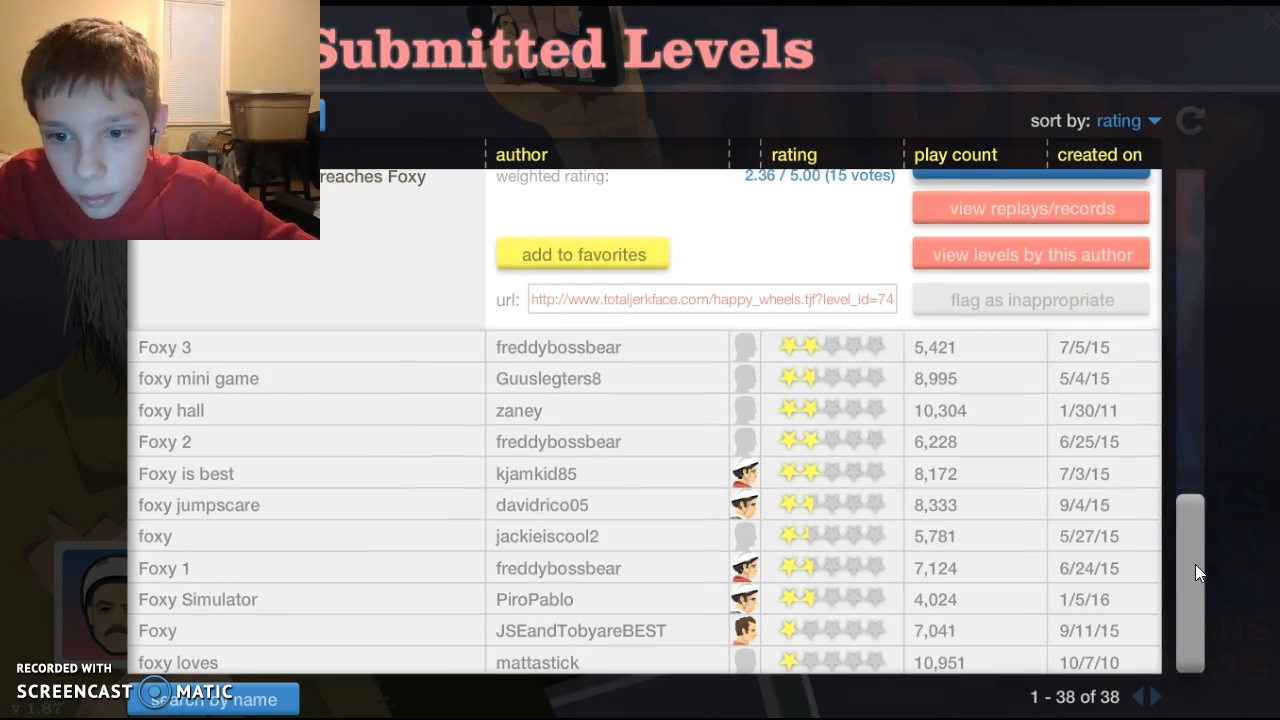 Submitted Levels
sort by: rating
author rating play count created on
reaches Foxy weighted rating: 2.36 / 5.00 (15 votes)
view replays/records
add to favorites view levels by this author
url: http://www.totaljerkface.com/happy_wheels.tjf?level_id=74 flag as inappropriate
Foxy 3 freddybossbear 5,421 7/5/15
foxy mini game Guuslegters8 8,995 5/4/15
foxy hall zaney 10,304 1/30/11
Foxy 2 freddybossbear 6,228 6/25/15
Foxy is best kjamkid85 8,172 7/3/15
foxy jumpscare davidrico05 8,333 9/4/15
foxy jackieiscool2 5,781 5/27/15
Foxy 1 freddybossbear 7,124 6/24/15
Foxy Simulator PiroPablo 4,024 1/5/16
Foxy JSEandTobyareBEST 7,041 9/11/15
foxy loves mattastick 10,951 10/7/10
RECORDED WITH
SCREENCAST MATIC
search by name 1 - 38 of 38
v 1.87